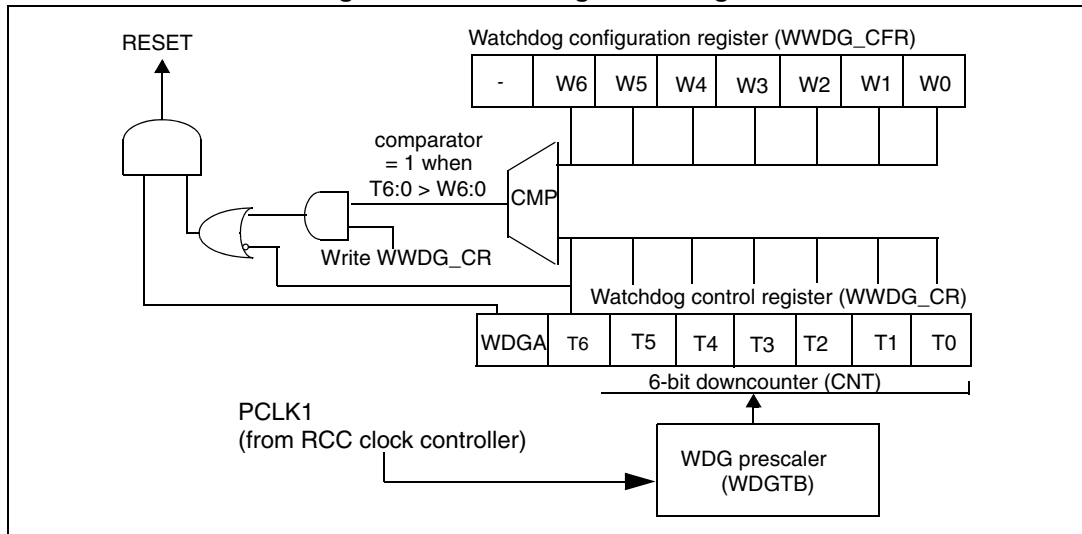 RESET
Watchdog configuration register (WWDG_CFR)
- W6 W5 W4 W3 W2 W1 W0
comparator
= 1 when
T6:0 > W6:0
CMP
Write WWDG_CR
Watchdog control register (WWDG_CR)
WDGA T6 T5 T4 T3 T2 T1 T0
6-bit downcounter (CNT)
PCLK1
(from RCC clock controller)
WDG prescaler
(WDGTB)